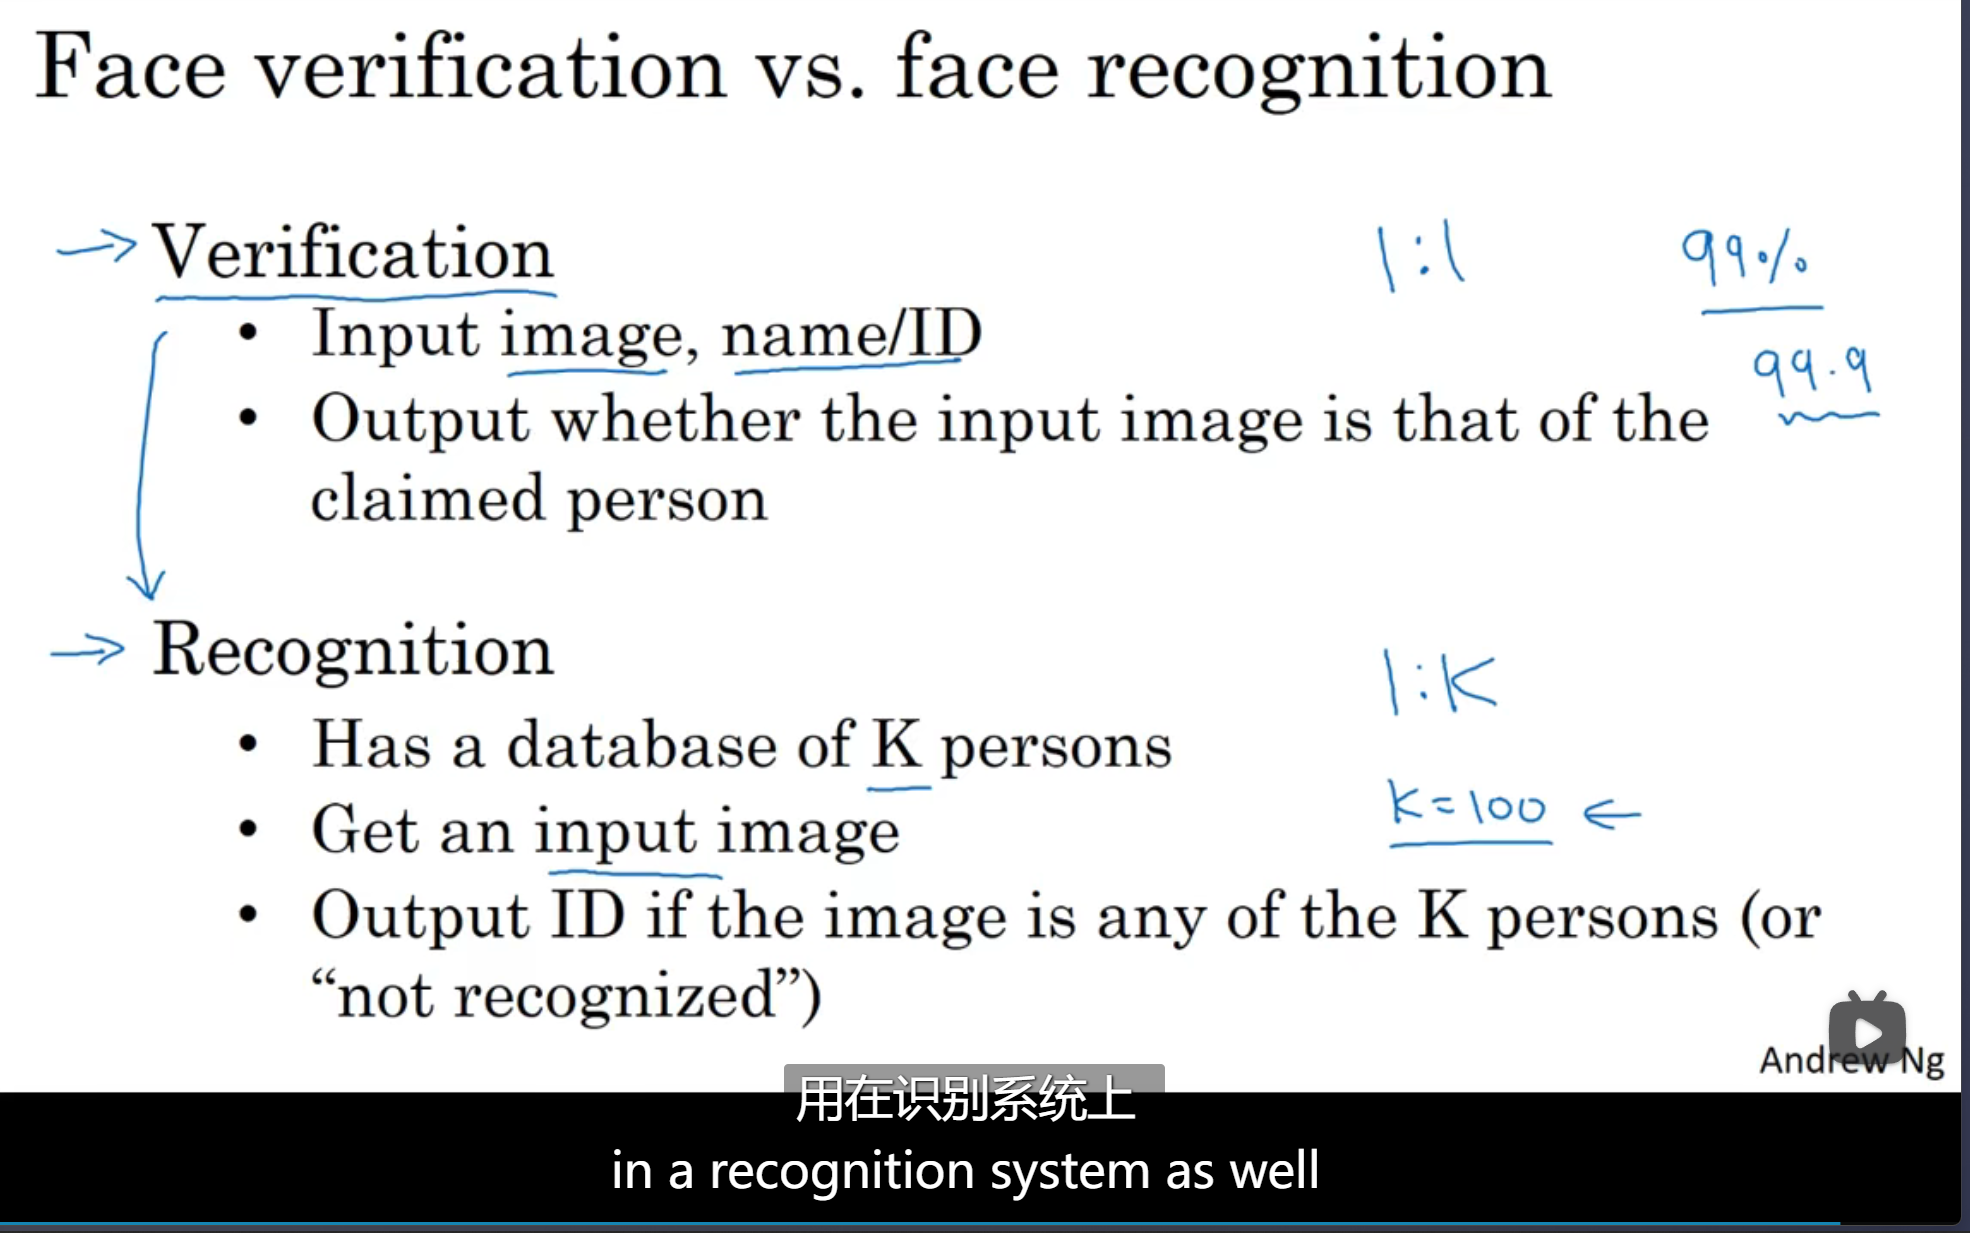 Face verification vs. face recognition
Verification
1:1
99%
• Input image, name/ID
99.9
• Output whether the input image is that of the
claimed person
Recognition
1:K
• Has a database of K persons
K=100
• Get an input image
• Output ID if the image is any of the K persons (or
“not recognized”)
Andrew Ng
用在识别系统上
in a recognition system as well